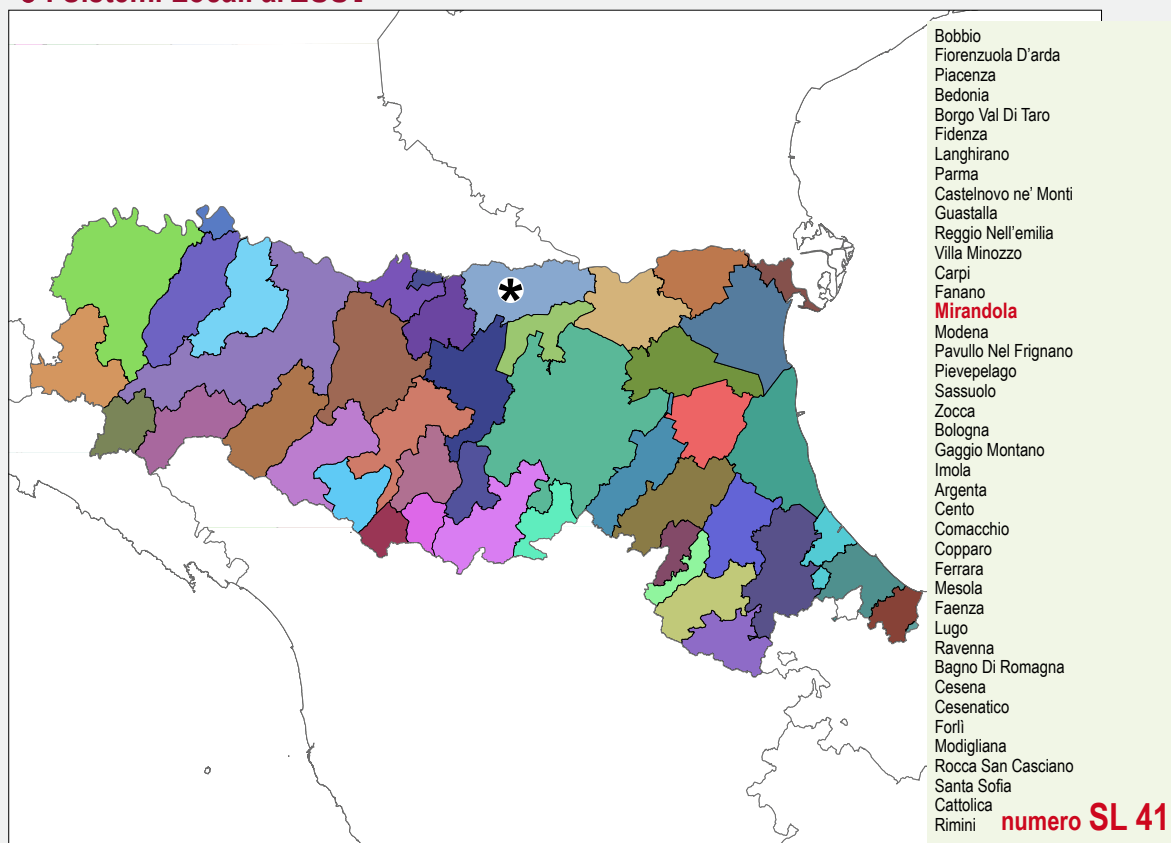 Bobbio
Fiorenzuola D'arda
Piacenza
Bedonia
Borgo Val Di Taro
Fidenza
Langhirano
Parma
Castelnovo ne' Monti
Guastalla
Reggio Nell'emilia
Villa Minozzo
Carpi
Fanano
Mirandola
Modena
Pavullo Nel Frignano
Pievepelago
Sassuolo
Zocca
Bologna
Gaggio Montano
Imola
Argenta
Cento
Comacchio
Copparo
Ferrara
Mesola
Faenza
Lugo
Ravenna
Bagno Di Romagna
Cesena
Cesenatico
Forlì
Modigliana
Rocca San Casciano
Santa Sofia
Cattolica
Rimini
numero SL 41
*